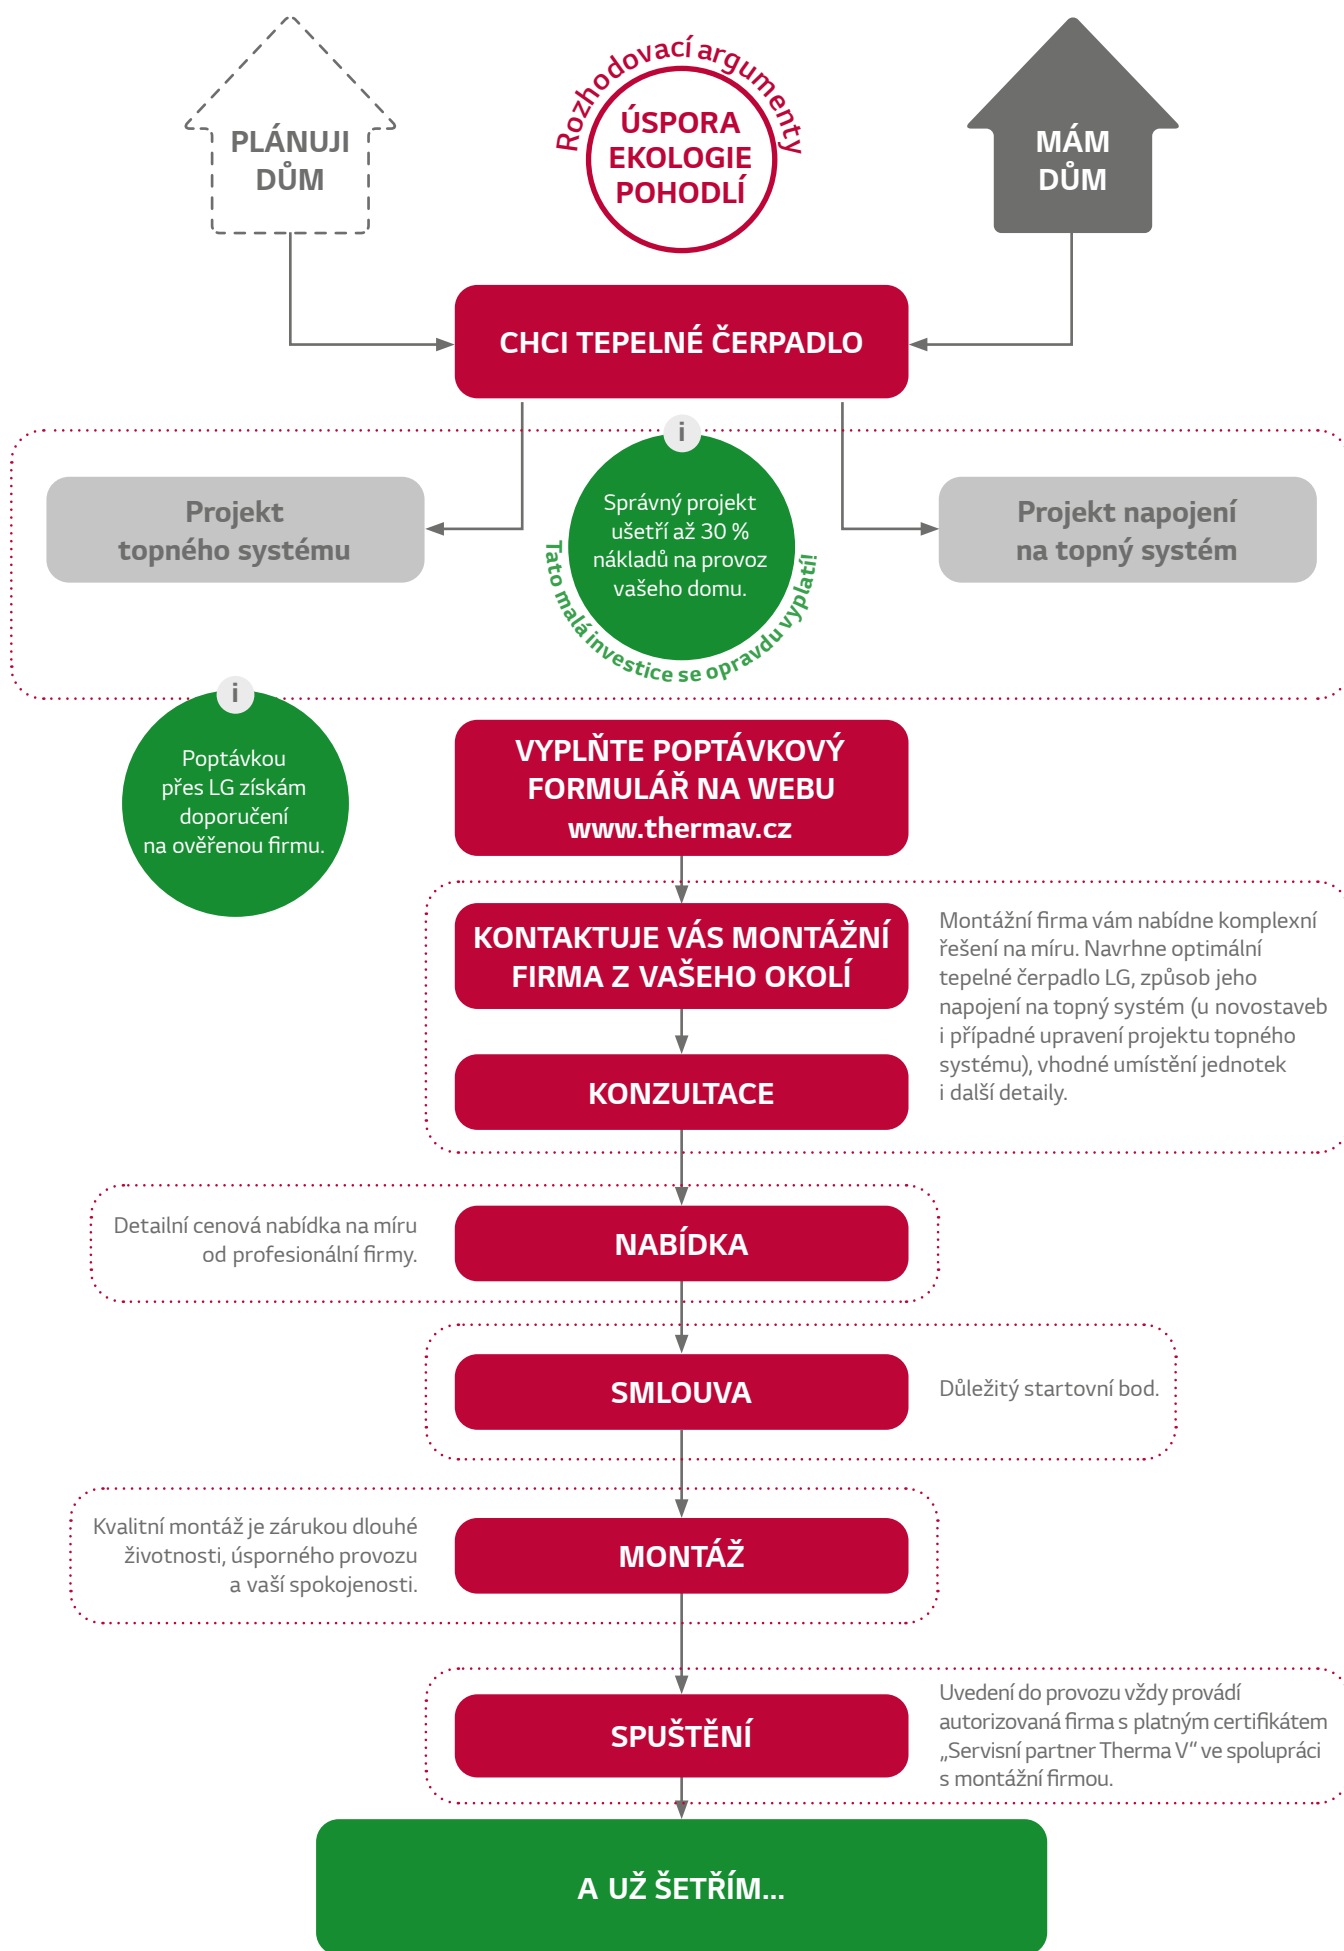 PLÁNUJI
DŮM
Rozhodovací argumenty
ÚSPORA
EKOLOGIE
POHODLÍ
MÁM
DŮM
CHCI TEPELNÉ ČERPADLO
Projekt
topného systému
i
Správný projekt
ušetří až 30 %
nákladů na provoz
vašeho domu.
Tato malá investice se opravdu vyplatí!
Projekt napojení
na topný systém
i
Poptávkou
přes LG získám
doporučení
na ověřenou firmu.
VYPLŇTE POPTÁVKOVÝ
FORMULÁŘ NA WEBU
www.thermav.cz
KONTAKTUJE VÁS MONTÁŽNÍ
FIRMA Z VAŠEHO OKOLÍ
KONZULTACE
Montážní firma vám nabídne komplexní
řešení na míru. Navrhne optimální
tepelné čerpadlo LG, způsob jeho
napojení na topný systém (u novostaveb
i případné upravení projektu topného
systému), vhodné umístění jednotek
i další detaily.
Detailní cenová nabídka na míru
od profesionální firmy.
NABÍDKA
SMLOUVA
Důležitý startovní bod.
Kvalitní montáž je zárukou dlouhé
životnosti, úsporného provozu
a vaší spokojenosti.
MONTÁŽ
SPUŠTĚNÍ
Uvedení do provozu vždy provádí
autorizovaná firma s platným certifikátem
„Servisní partner Therma V“ ve spolupráci
s montážní firmou.
A UŽ ŠETŘÍM...